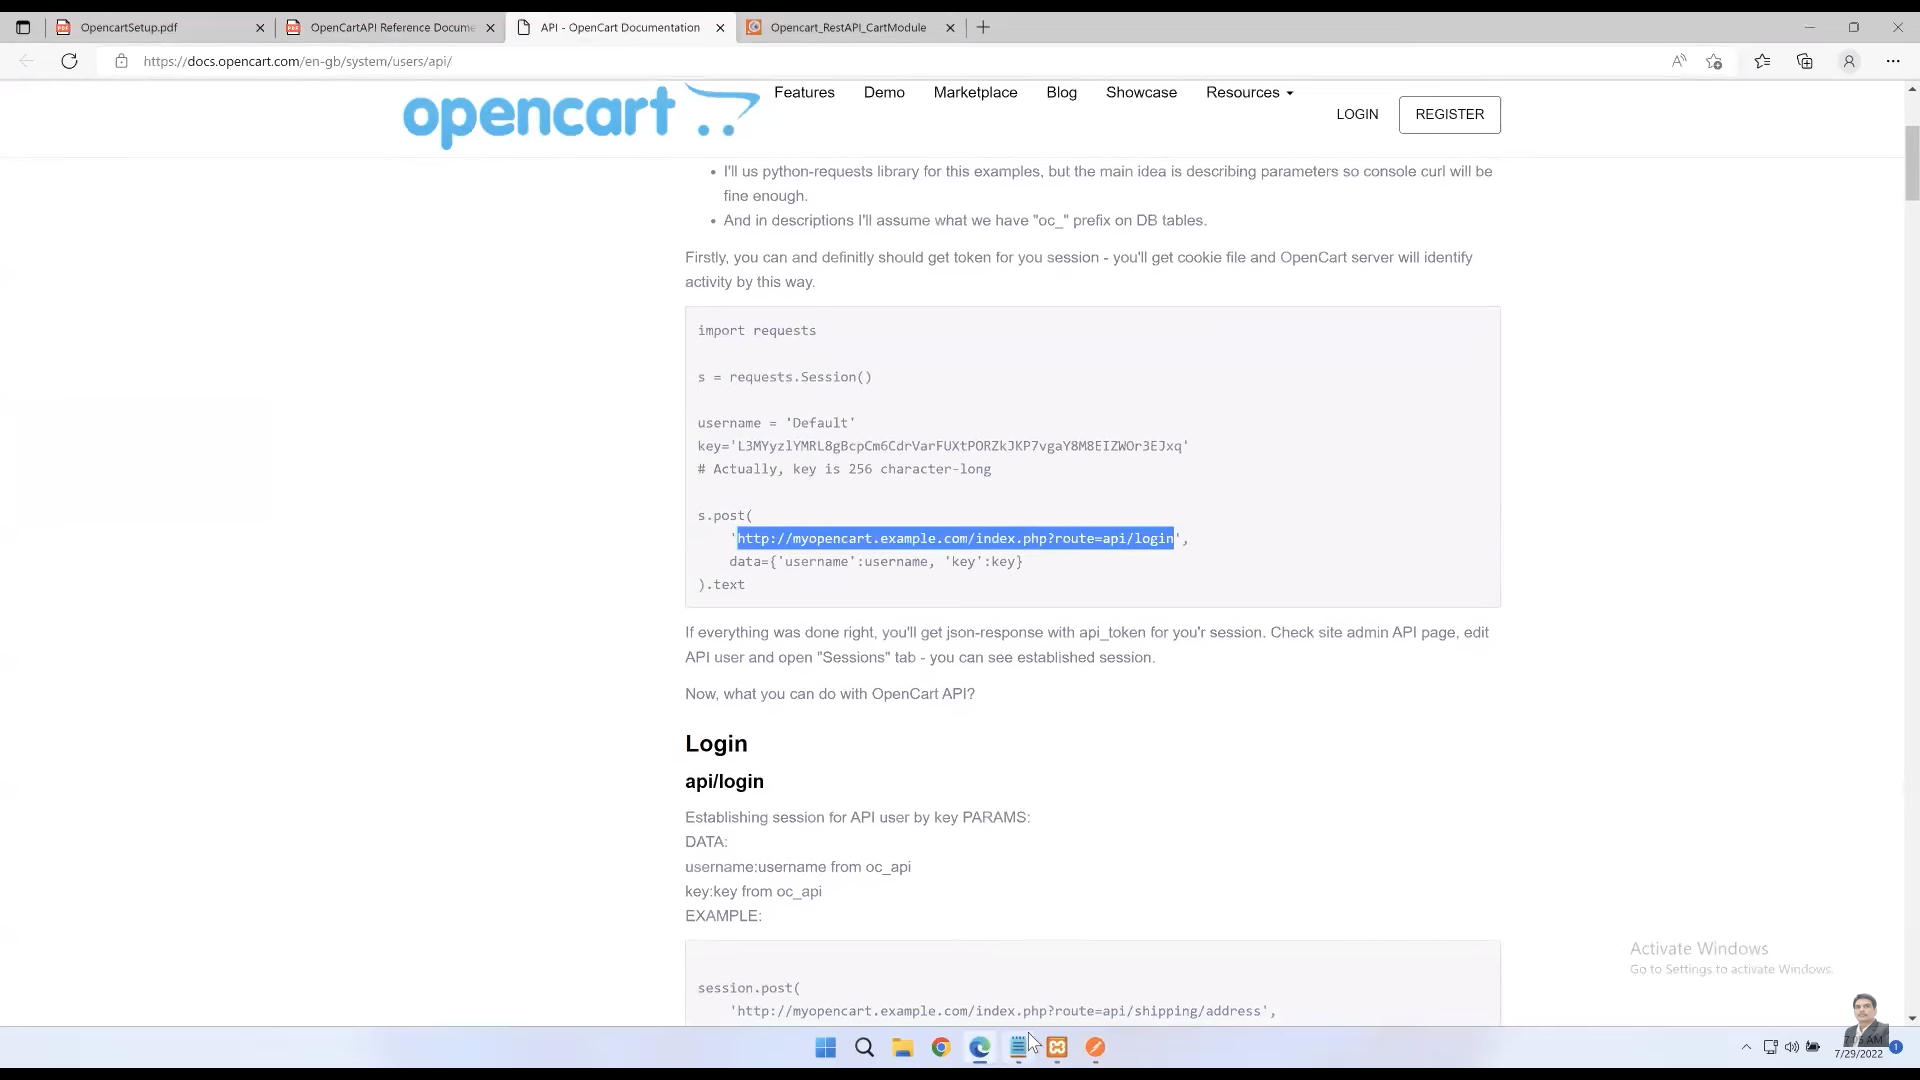 OpencartSetup.pdf
OpenCartAPI Reference Docume
API - OpenCart Documentation
Opencart_RestAPI_CartModule
https://docs.opencart.com/en-gb/system/users/api/
opencart
Features
Demo
Marketplace
Blog
Showcase
Resources
LOGIN
REGISTER
I'll us python-requests library for this examples, but the main idea is describing parameters so console curl will be
fine enough.
And in descriptions I'll assume what we have "oc_" prefix on DB tables.
Firstly, you can and definitly should get token for you session - you'll get cookie file and OpenCart server will identify
activity by this way.
import requests
s = requests.Session()
username = 'Default'
key='L3MYyzlYMRL8gBcpCm6CdrVarFUXtPORZkJKP7vgaY8M8EIZWOr3EJxq'
# Actually, key is 256 character-long
s.post(
'http://myopencart.example.com/index.php?route=api/login',
data={'username':username, 'key':key}
).text
If everything was done right, you'll get json-response with api_token for you'r session. Check site admin API page, edit
API user and open "Sessions" tab - you can see established session.
Now, what you can do with OpenCart API?
Login
api/login
Establishing session for API user by key PARAMS:
DATA:
username:username from oc_api
key:key from oc_api
EXAMPLE:
session.post(
'http://myopencart.example.com/index.php?route=api/shipping/address',
Activate Windows
Go to Settings to activate Windows.
7/29/2022
1